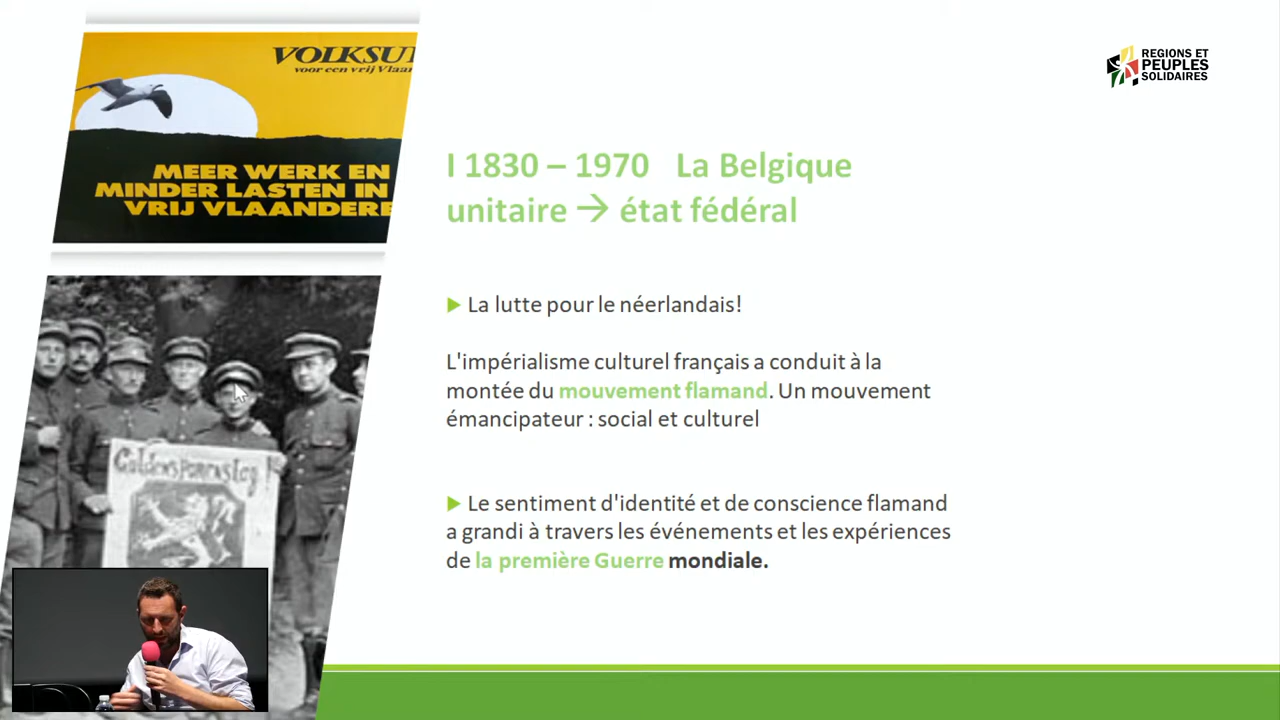 VOLKSU
voor een vrij Vlaan
MEER WERK EN
MINDER LASTEN IN
VRIJ VLAANDERE
REGIONS ET
PEUPLES
SOLIDAIRES
I 1830 – 1970 La Belgique
unitaire → état fédéral
La lutte pour le néerlandais!
L'impérialisme culturel français a conduit à la
montée du mouvement flamand. Un mouvement
émancipateur : social et culturel
Le sentiment d'identité et de conscience flamand
a grandi à travers les événements et les expériences
de la première Guerre mondiale.
Guldensporenslag!